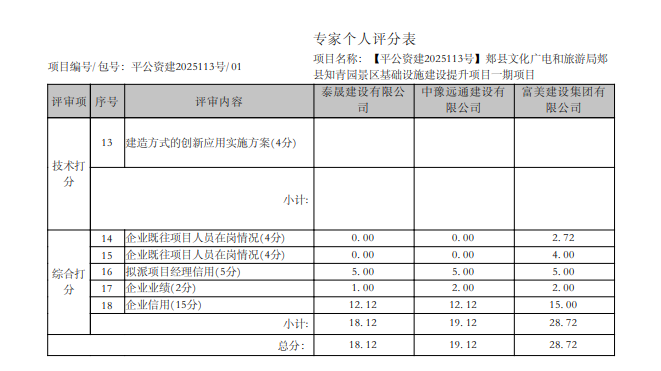 专家个人评分表
项目编号/包号：平公资建2025113号/01
项目名称：【平公资建2025113号】郏县文化广电和旅游局郏
县知青园景区基础设施建设提升项目一期项目
评审项 序号 评审内容 泰晟建设有限公司 中豫远通建设有限公司 富美建设集团有限公司
技术打分
13 建造方式的创新应用实施方案(4分)
小计:
综合打分
14 企业既往项目人员在岗情况(4分) 0.00 0.00 2.72
15 企业既往项目人员在岗情况(4分) 0.00 0.00 4.00
16 拟派项目经理信用(5分) 5.00 5.00 5.00
17 企业业绩(2分) 1.00 2.00 2.00
18 企业信用(15分) 12.12 12.12 15.00
小计: 18.12 19.12 28.72
总分: 18.12 19.12 28.72